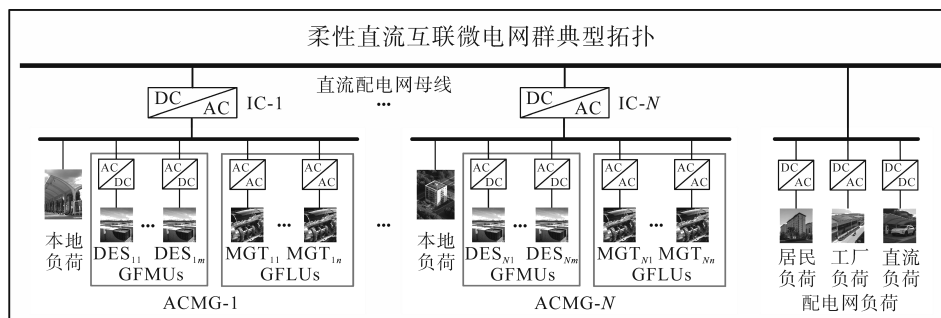 柔性直流互联微电网群典型拓扑
直流配电网母线
DC
AC
IC-1
...
DC
AC
IC-N
AC
DC
AC
DC
AC
AC
AC
AC
AC
DC
AC
DC
AC
AC
AC
AC
DC
AC
AC
AC
DC
DC
... ... ... ... ...
本地
负荷
DES11 DES1m
GFMUs
MGT11 MGT1n
GFLUs
本地
负荷
DESN1 DESNm
GFMUs
MGTN1 MGTNn
GFLUs
居民
负荷
工厂
负荷
直流
负荷
配电网负荷
ACMG-1
ACMG-N